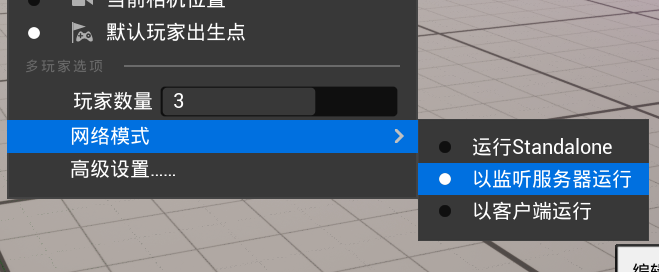 当前相机位置
默认玩家出生点
多玩家选项
玩家数量 3
网络模式
高级设置......
运行Standalone
以监听服务器运行
以客户端运行
编辑